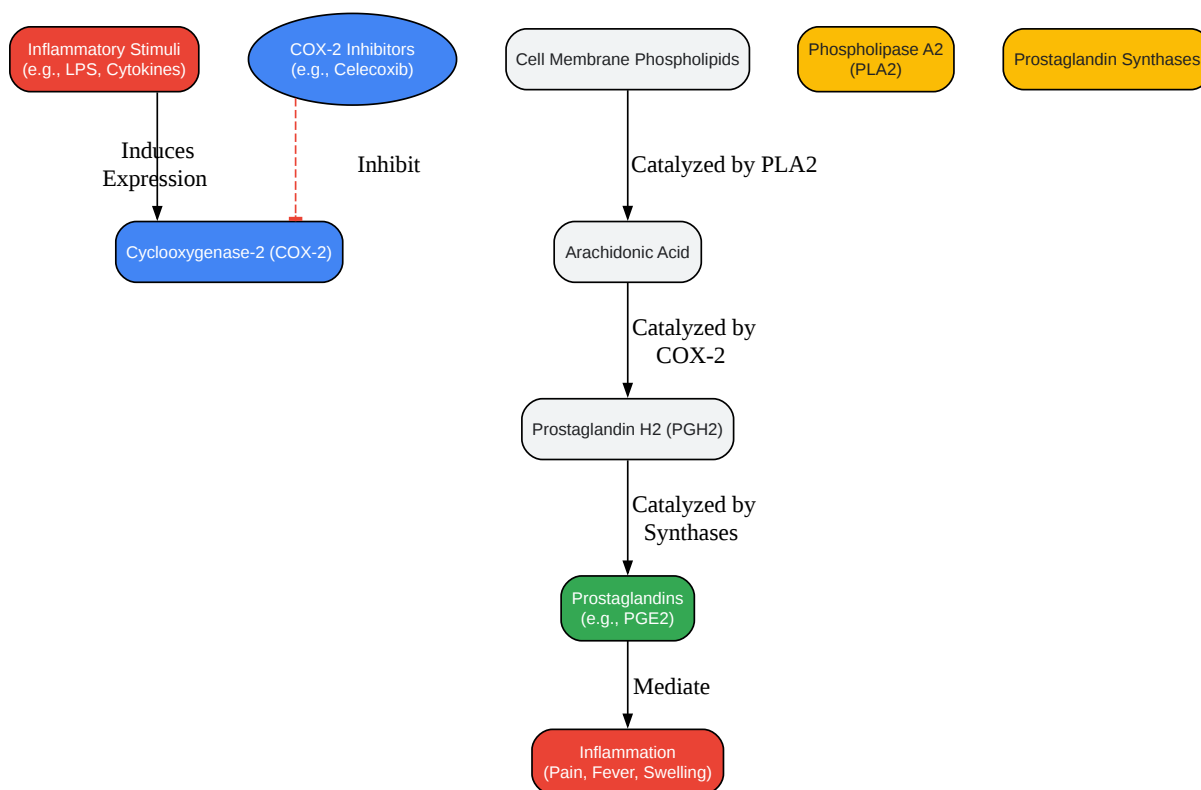 Inflammatory Stimuli
(e.g., LPS, Cytokines)
COX-2 Inhibitors
(e.g., Celecoxib)
Cell Membrane Phospholipids
Phospholipase A2
(PLA2)
Prostaglandin Synthases
Induces
Expression
Inhibit
Catalyzed by PLA2
Cyclooxygenase-2 (COX-2)
Arachidonic Acid
Catalyzed by
COX-2
Prostaglandin H2 (PGH2)
Catalyzed by
Synthases
Prostaglandins
(e.g., PGE2)
Mediate
Inflammation
(Pain, Fever, Swelling)